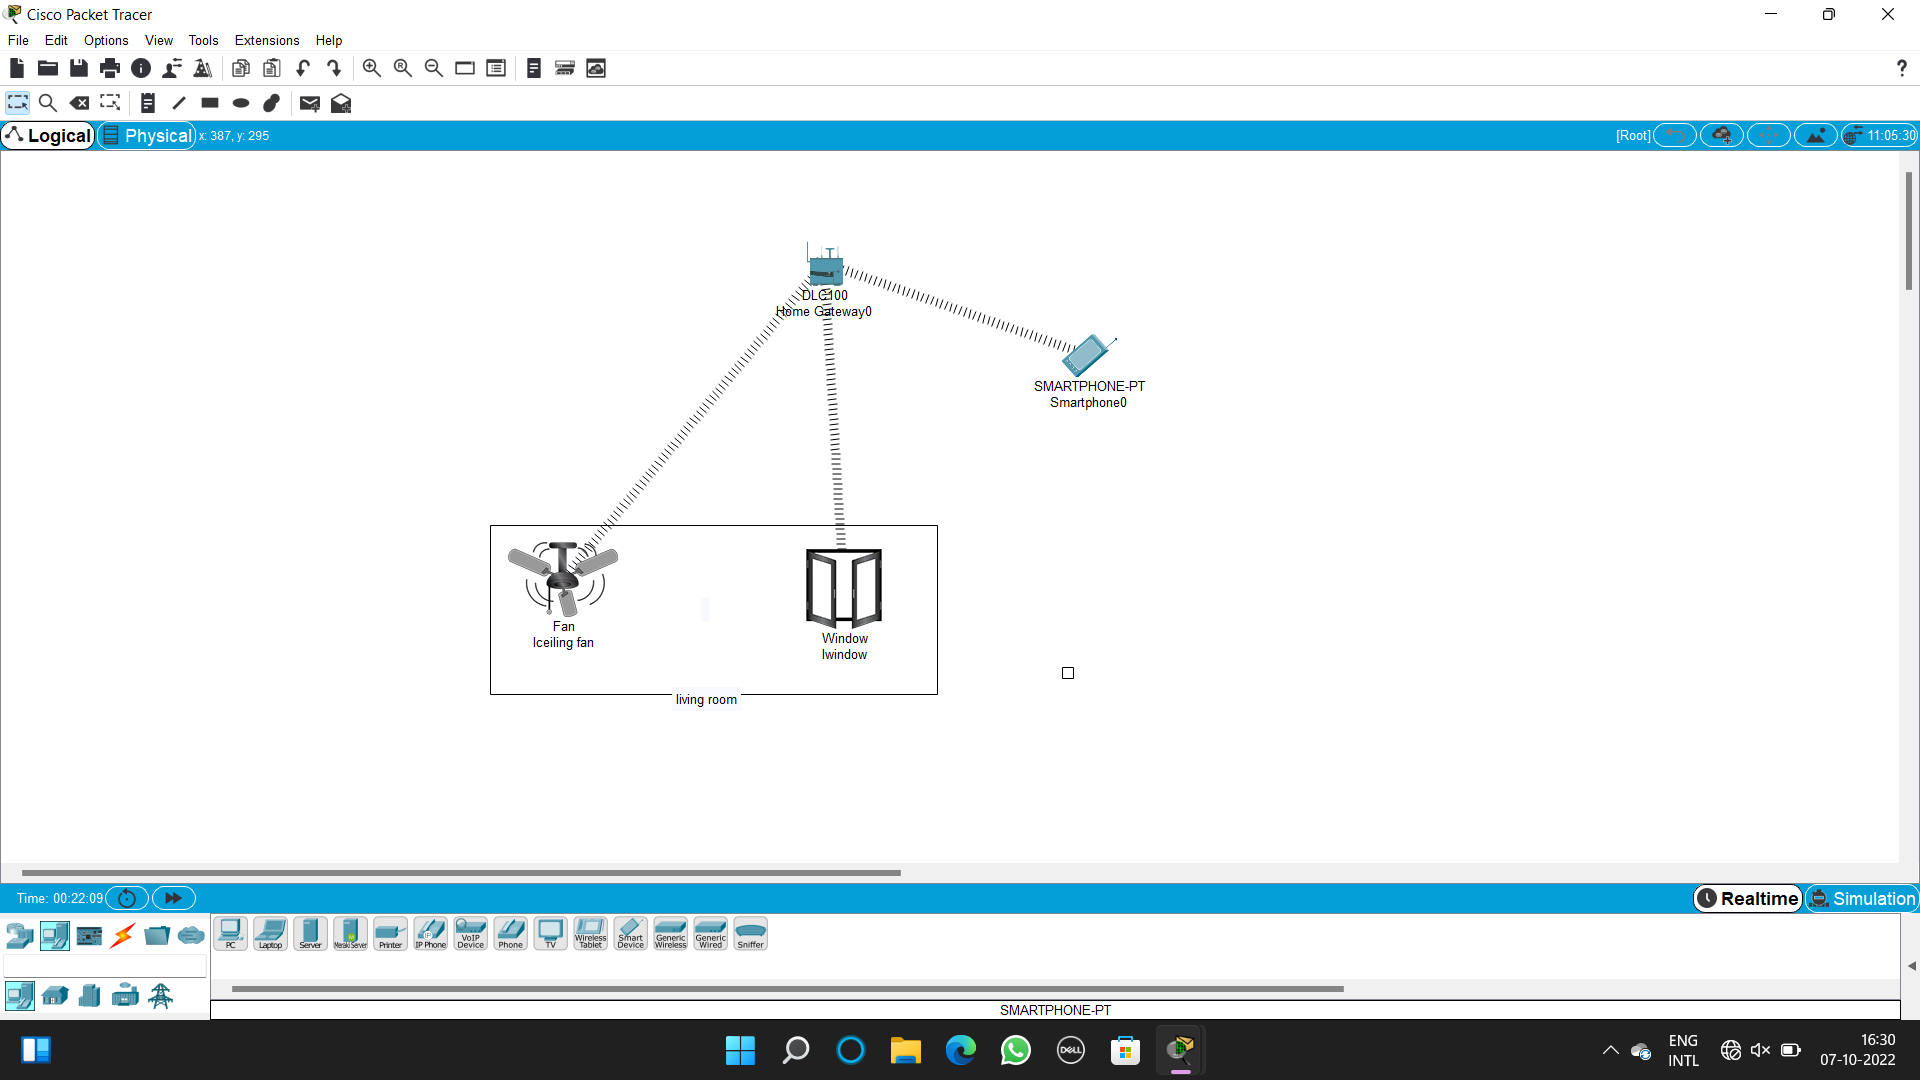 Cisco Packet Tracer
File Edit Options View Tools Extensions Help
?
Logical Physical x: 387, y: 295 [Root] 11:05:30
DLC100
Home Gateway0
SMARTPHONE-PT
Smartphone0
Fan
Iceiling fan
Window
lwindow
living room
Time: 00:22:09 Realtime Simulation
PC Laptop Server Meraki Server Printer IP Phone VoIP Device Phone TV Wireless Tablet Smart Device Generic Wireless Generic Wired Sniffer
SMARTPHONE-PT
DELL
ENG
INTL
16:30
07-10-2022